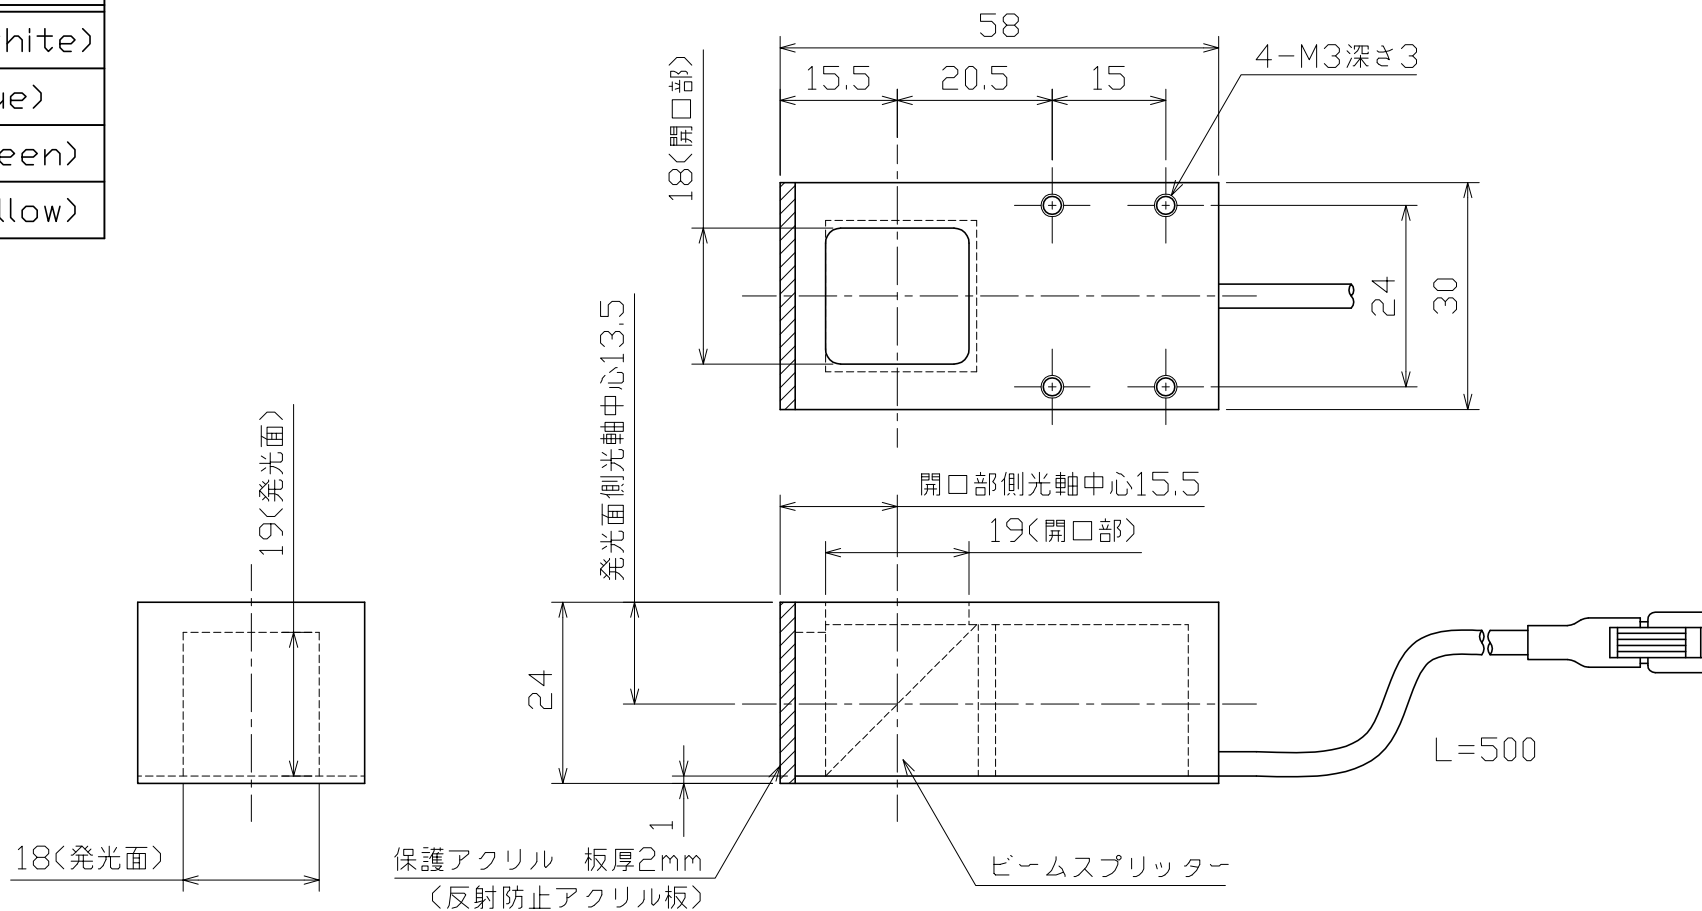 hite)
ue)
een)
llow)
58
15.5
20.5
15
4-M3深さ3
18(開口部)
24
30
発光面側光軸中心13.5
開口部側光軸中心15.5
19(開口部)
19(発光面)
24
1
L=500
18(発光面)
保護アクリル 板厚2mm
(反射防止アクリル板)
ビームスプリッター